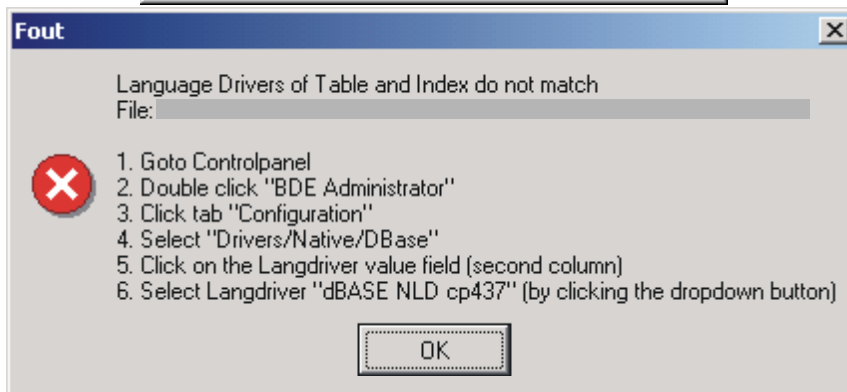 Fout
Language Drivers of Table and Index do not match
File:
1. Goto Controlpanel
2. Double click "BDE Administrator"
3. Click tab "Configuration"
4. Select "Drivers/Native/DBase"
5. Click on the Langdriver value field (second column)
6. Select Langdriver "dBASE NLD cp437" (by clicking the dropdown button)
OK